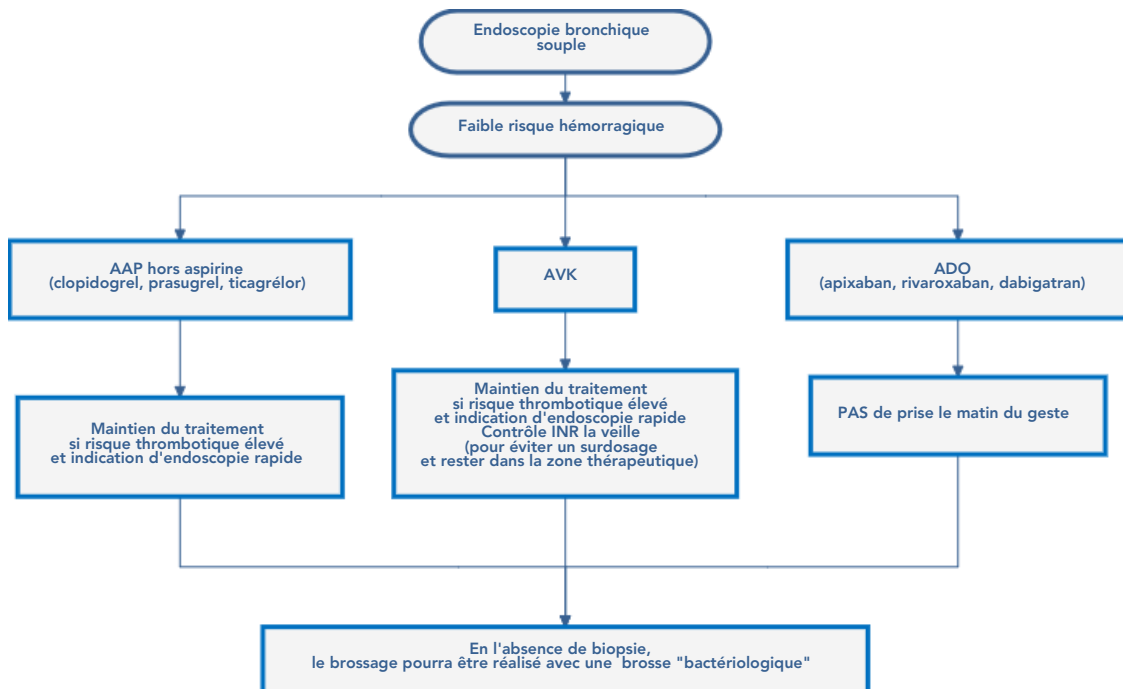 Endoscopie bronchique
souple
Faible risque hémorragique
AAP hors aspirine
(clopidogrel, prasugrel, ticagrélor)
AVK
ADO
(apixaban, rivaroxaban, dabigatran)
Maintien du traitement
si risque thrombotique élevé
et indication d'endoscopie rapide
Maintien du traitement
si risque thrombotique élevé
et indication d'endoscopie rapide
Contrôle INR la veille
(pour éviter un surdosage
et rester dans la zone thérapeutique)
PAS de prise le matin du geste
En l'absence de biopsie,
le brossage pourra être réalisé avec une brosse "bactériologique"